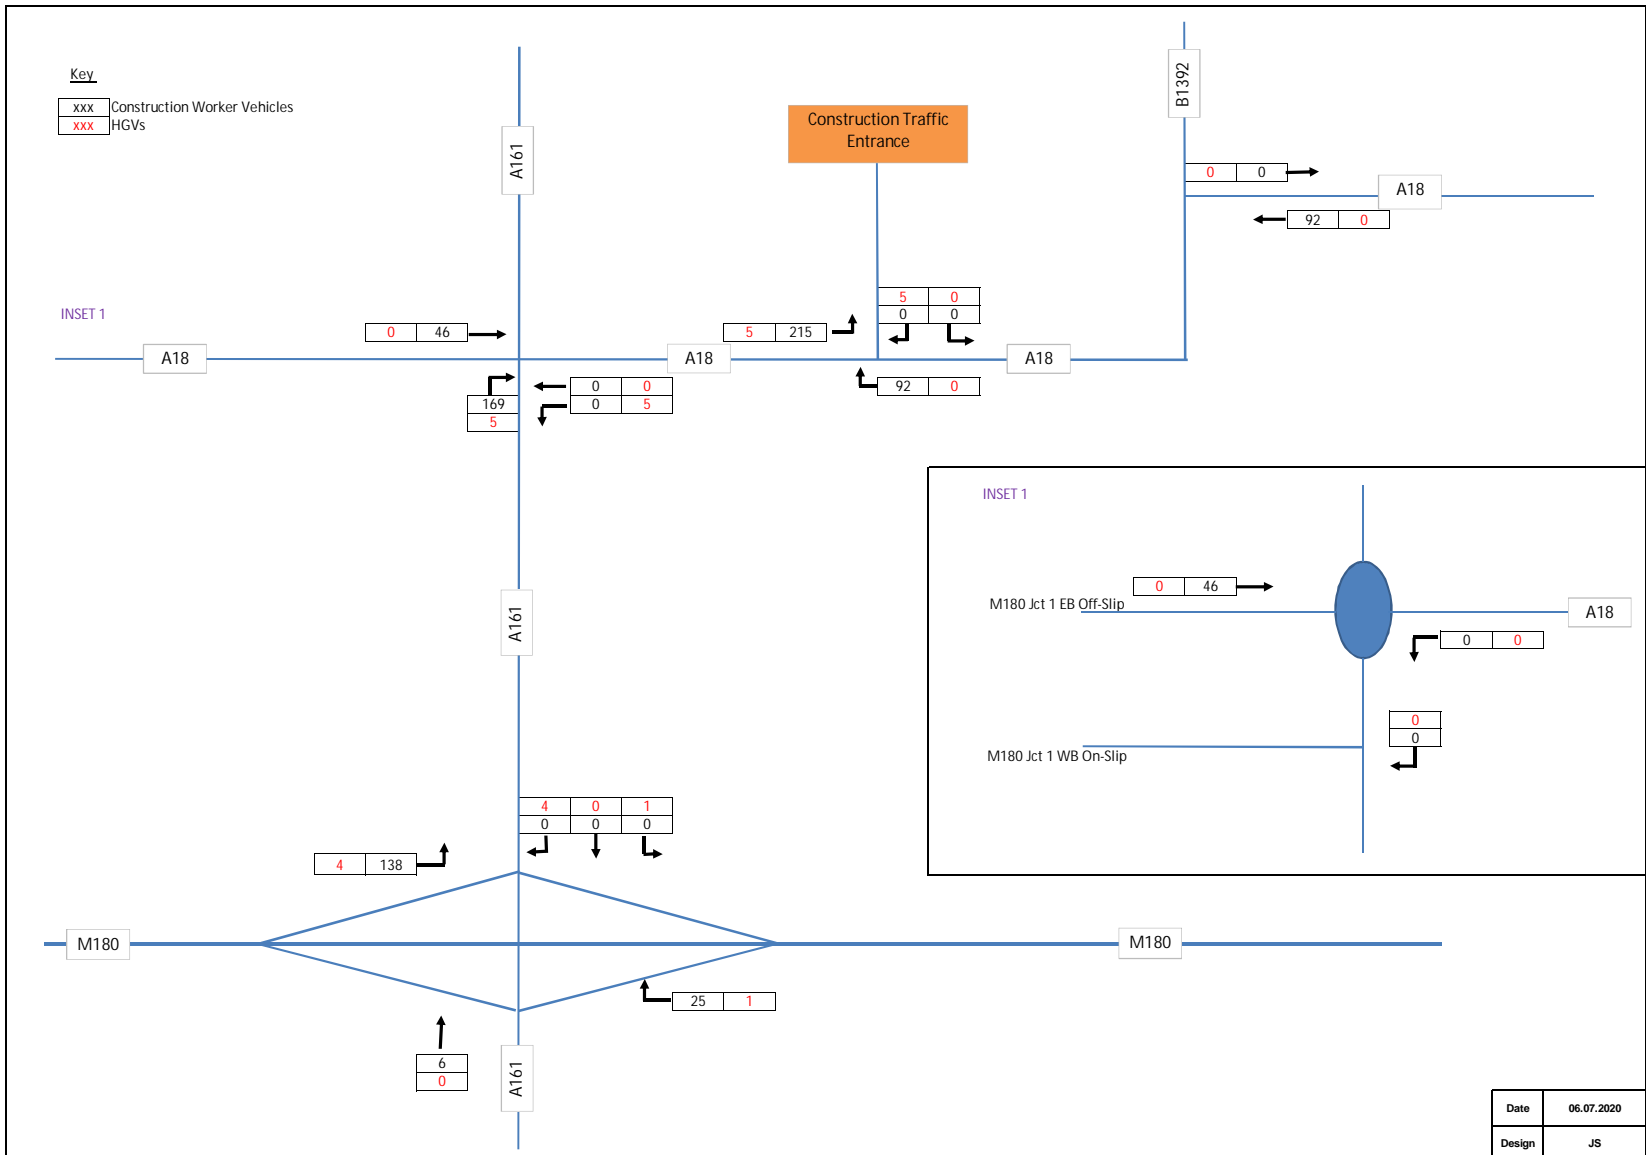 Key
xxx Construction Worker Vehicles
xxx HGVs
A161
Construction Traffic
Entrance
B1392
0 0
A18
92 0
INSET 1
0 46
A18
5 215
A18
5 0
0 0
A18
92 0
169
5
0 0
0 5
INSET 1
0 46
M180 Jct 1 EB Off-Slip
A18
0 0
0
0
M180 Jct 1 WB On-Slip
A161
4 0 1
0 0 0
4 138
M180
M180
25 1
6
0
A161
Date 06.07.2020
Design JS